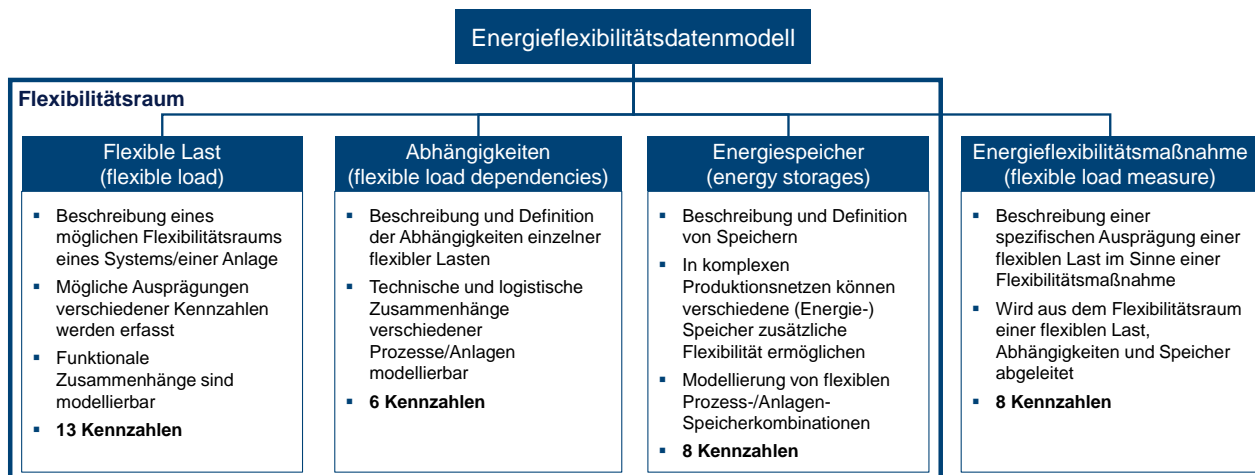 Energieflexibilitätsdatenmodell
Flexibilitätsraum
Flexible Last
(flexible load)
▪ Beschreibung eines
möglichen Flexibilitätsraums
eines Systems/einer Anlage
▪ Mögliche Ausprägungen
verschiedener Kennzahlen
werden erfasst
▪ Funktionale
Zusammenhänge sind
modellierbar
▪ 13 Kennzahlen
Abhängigkeiten
(flexible load dependencies)
▪ Beschreibung und Definition
der Abhängigkeiten einzelner
flexibler Lasten
▪ Technische und logistische
Zusammenhänge
verschiedener
Prozesse/Anlagen
modellierbar
▪ 6 Kennzahlen
Energiespeicher
(energy storages)
▪ Beschreibung und Definition
von Speichern
▪ In komplexen
Produktionsnetzen können
verschiedene (Energie-)
Speicher zusätzliche
Flexibilität ermöglichen
▪ Modellierung von flexiblen
Prozess-/Anlagen-
Speicherkombinationen
▪ 8 Kennzahlen
Energieflexibilitätsmaßnahme
(flexible load measure)
▪ Beschreibung einer
spezifischen Ausprägung einer
flexiblen Last im Sinne einer
Flexibilitätsmaßnahme
▪ Wird aus dem Flexibilitätsraum
einer flexiblen Last,
Abhängigkeiten und Speicher
abgeleitet
▪ 8 Kennzahlen